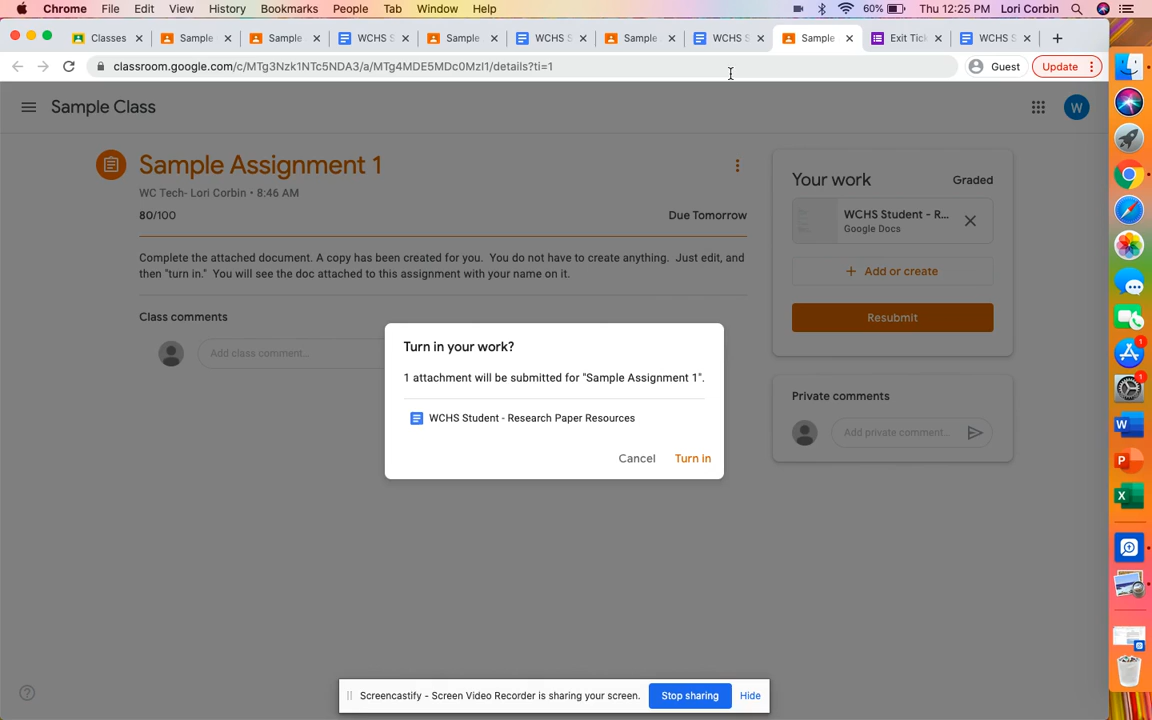 Chrome File Edit View History Bookmarks People Tab Window Help 60% Thu 12:25 PM Lori Corbin
Classes Sample Sample WCHS S Sample WCHS S Sample WCHS S Sample Exit Tick WCHS S
classroom.google.com/c/MTg3Nzk1NTc5NDA3/a/MTg4MDE5MDc0MzI1/details?ti=1 Guest Update
Sample Class W
Sample Assignment 1
WC Tech- Lori Corbin • 8:46 AM
80/100 Due Tomorrow
Complete the attached document. A copy has been created for you. You do not have to create anything. Just edit, and
then "turn in." You will see the doc attached to this assignment with your name on it.
Class comments
Add class comment...
Your work Graded
WCHS Student - R...
Google Docs
+ Add or create
Resubmit
Private comments
Add private comment...
Turn in your work?
1 attachment will be submitted for "Sample Assignment 1".
WCHS Student - Research Paper Resources
Cancel Turn in
Screencastify - Screen Video Recorder is sharing your screen. Stop sharing Hide
1
1
W
P
X